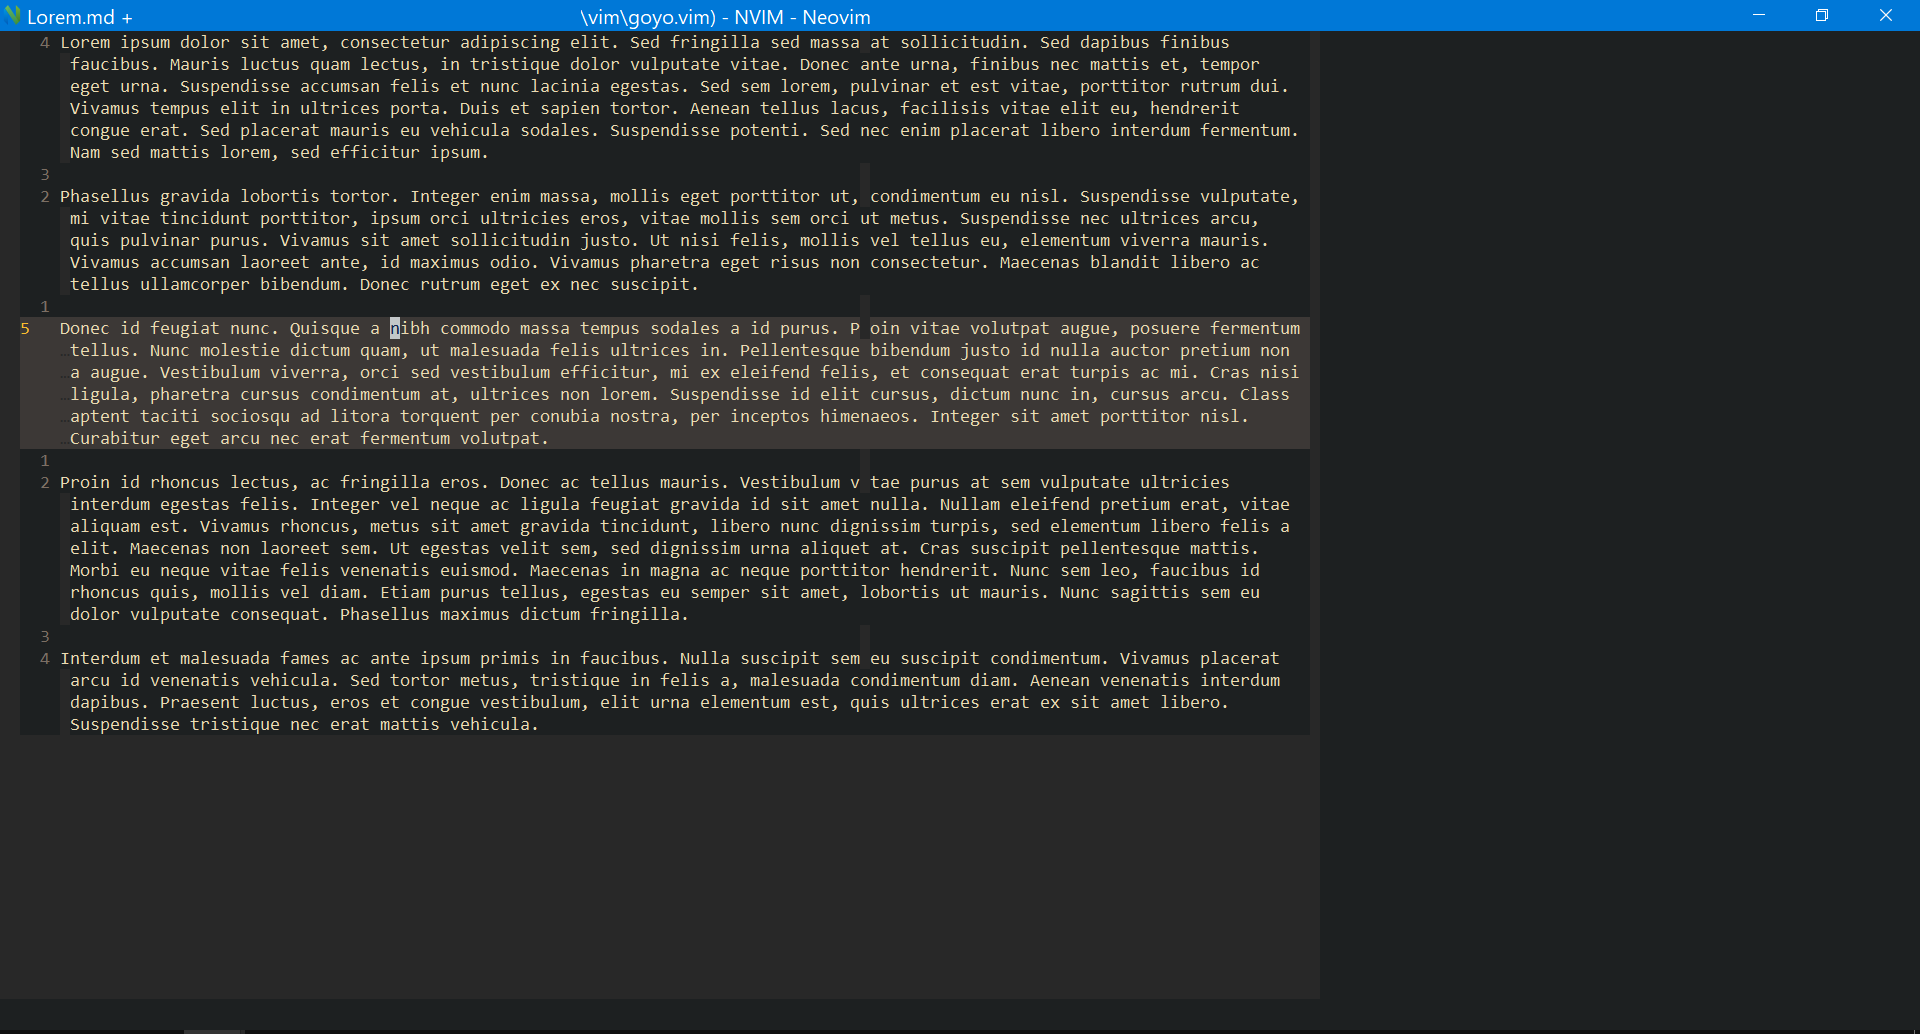 Lorem.md + \vim\goyo.vim) - NVIM - Neovim
4 Lorem ipsum dolor sit amet, consectetur adipiscing elit. Sed fringilla sed massa at sollicitudin. Sed dapibus finibus
faucibus. Mauris luctus quam lectus, in tristique dolor vulputate vitae. Donec ante urna, finibus nec mattis et, tempor
eget urna. Suspendisse accumsan felis et nunc lacinia egestas. Sed sem lorem, pulvinar et est vitae, porttitor rutrum dui.
Vivamus tempus elit in ultrices porta. Duis et sapien tortor. Aenean tellus lacus, facilisis vitae elit eu, hendrerit
congue erat. Sed placerat mauris eu vehicula sodales. Suspendisse potenti. Sed nec enim placerat libero interdum fermentum.
Nam sed mattis lorem, sed efficitur ipsum.
3
2 Phasellus gravida lobortis tortor. Integer enim massa, mollis eget porttitor ut, condimentum eu nisl. Suspendisse vulputate,
mi vitae tincidunt porttitor, ipsum orci ultricies eros, vitae mollis sem orci ut metus. Suspendisse nec ultrices arcu,
quis pulvinar purus. Vivamus sit amet sollicitudin justo. Ut nisi felis, mollis vel tellus eu, elementum viverra mauris.
Vivamus accumsan laoreet ante, id maximus odio. Vivamus pharetra eget risus non consectetur. Maecenas blandit libero ac
tellus ullamcorper bibendum. Donec rutrum eget ex nec suscipit.
1
5 Donec id feugiat nunc. Quisque a nibh commodo massa tempus sodales a id purus. P oin vitae volutpat augue, posuere fermentum
…tellus. Nunc molestie dictum quam, ut malesuada felis ultrices in. Pellentesque bibendum justo id nulla auctor pretium non
…a augue. Vestibulum viverra, orci sed vestibulum efficitur, mi ex eleifend felis, et consequat erat turpis ac mi. Cras nisi
…ligula, pharetra cursus condimentum at, ultrices non lorem. Suspendisse id elit cursus, dictum nunc in, cursus arcu. Class
…aptent taciti sociosqu ad litora torquent per conubia nostra, per inceptos himenaeos. Integer sit amet porttitor nisl.
…Curabitur eget arcu nec erat fermentum volutpat.
1
2 Proin id rhoncus lectus, ac fringilla eros. Donec ac tellus mauris. Vestibulum v tae purus at sem vulputate ultricies
interdum egestas felis. Integer vel neque ac ligula feugiat gravida id sit amet nulla. Nullam eleifend pretium erat, vitae
aliquam est. Vivamus rhoncus, metus sit amet gravida tincidunt, libero nunc dignissim turpis, sed elementum libero felis a
elit. Maecenas non laoreet sem. Ut egestas velit sem, sed dignissim urna aliquet at. Cras suscipit pellentesque mattis.
Morbi eu neque vitae felis venenatis euismod. Maecenas in magna ac neque porttitor hendrerit. Nunc sem leo, faucibus id
rhoncus quis, mollis vel diam. Etiam purus tellus, egestas eu semper sit amet, lobortis ut mauris. Nunc sagittis sem eu
dolor vulputate consequat. Phasellus maximus dictum fringilla.
3
4 Interdum et malesuada fames ac ante ipsum primis in faucibus. Nulla suscipit sem eu suscipit condimentum. Vivamus placerat
arcu id venenatis vehicula. Sed tortor metus, tristique in felis a, malesuada condimentum diam. Aenean venenatis interdum
dapibus. Praesent luctus, eros et congue vestibulum, elit urna elementum est, quis ultrices erat ex sit amet libero.
Suspendisse tristique nec erat mattis vehicula.